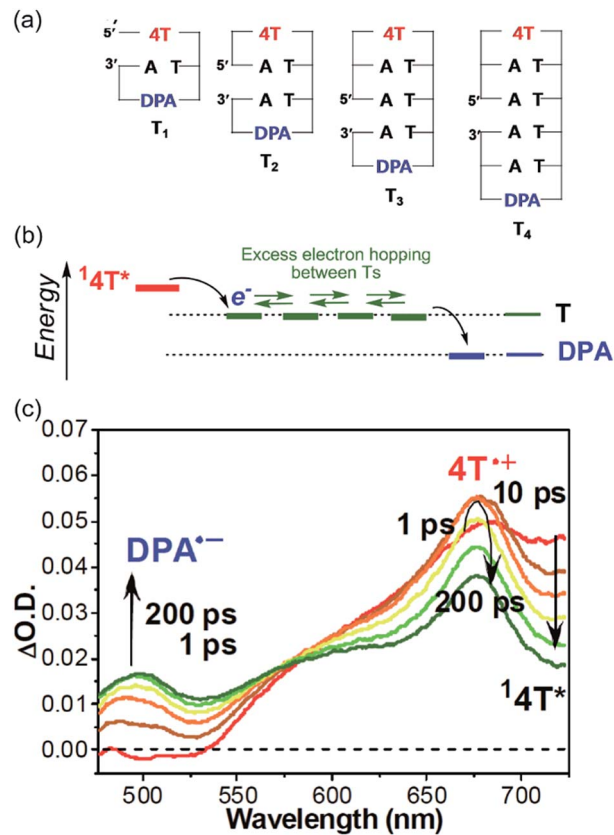 (a)
5′ 4T
3′ A T
DPA
T₁
4T
5′ A T
3′ A T
DPA
T₂
4T
A T
5′ A T
3′ A T
DPA
T₃
4T
A T
A T
5′ A T
3′ A T
A T
DPA
T₄
(b)
Energy
¹4T*
e⁻
Excess electron hopping
between Ts
T
DPA
(c)
ΔO.D.
0.07
0.06
0.05
0.04
0.03
0.02
0.01
0.00
DPA•−
200 ps
1 ps
4T•+
10 ps
1 ps
200 ps
¹4T*
500 550 600 650 700
Wavelength (nm)